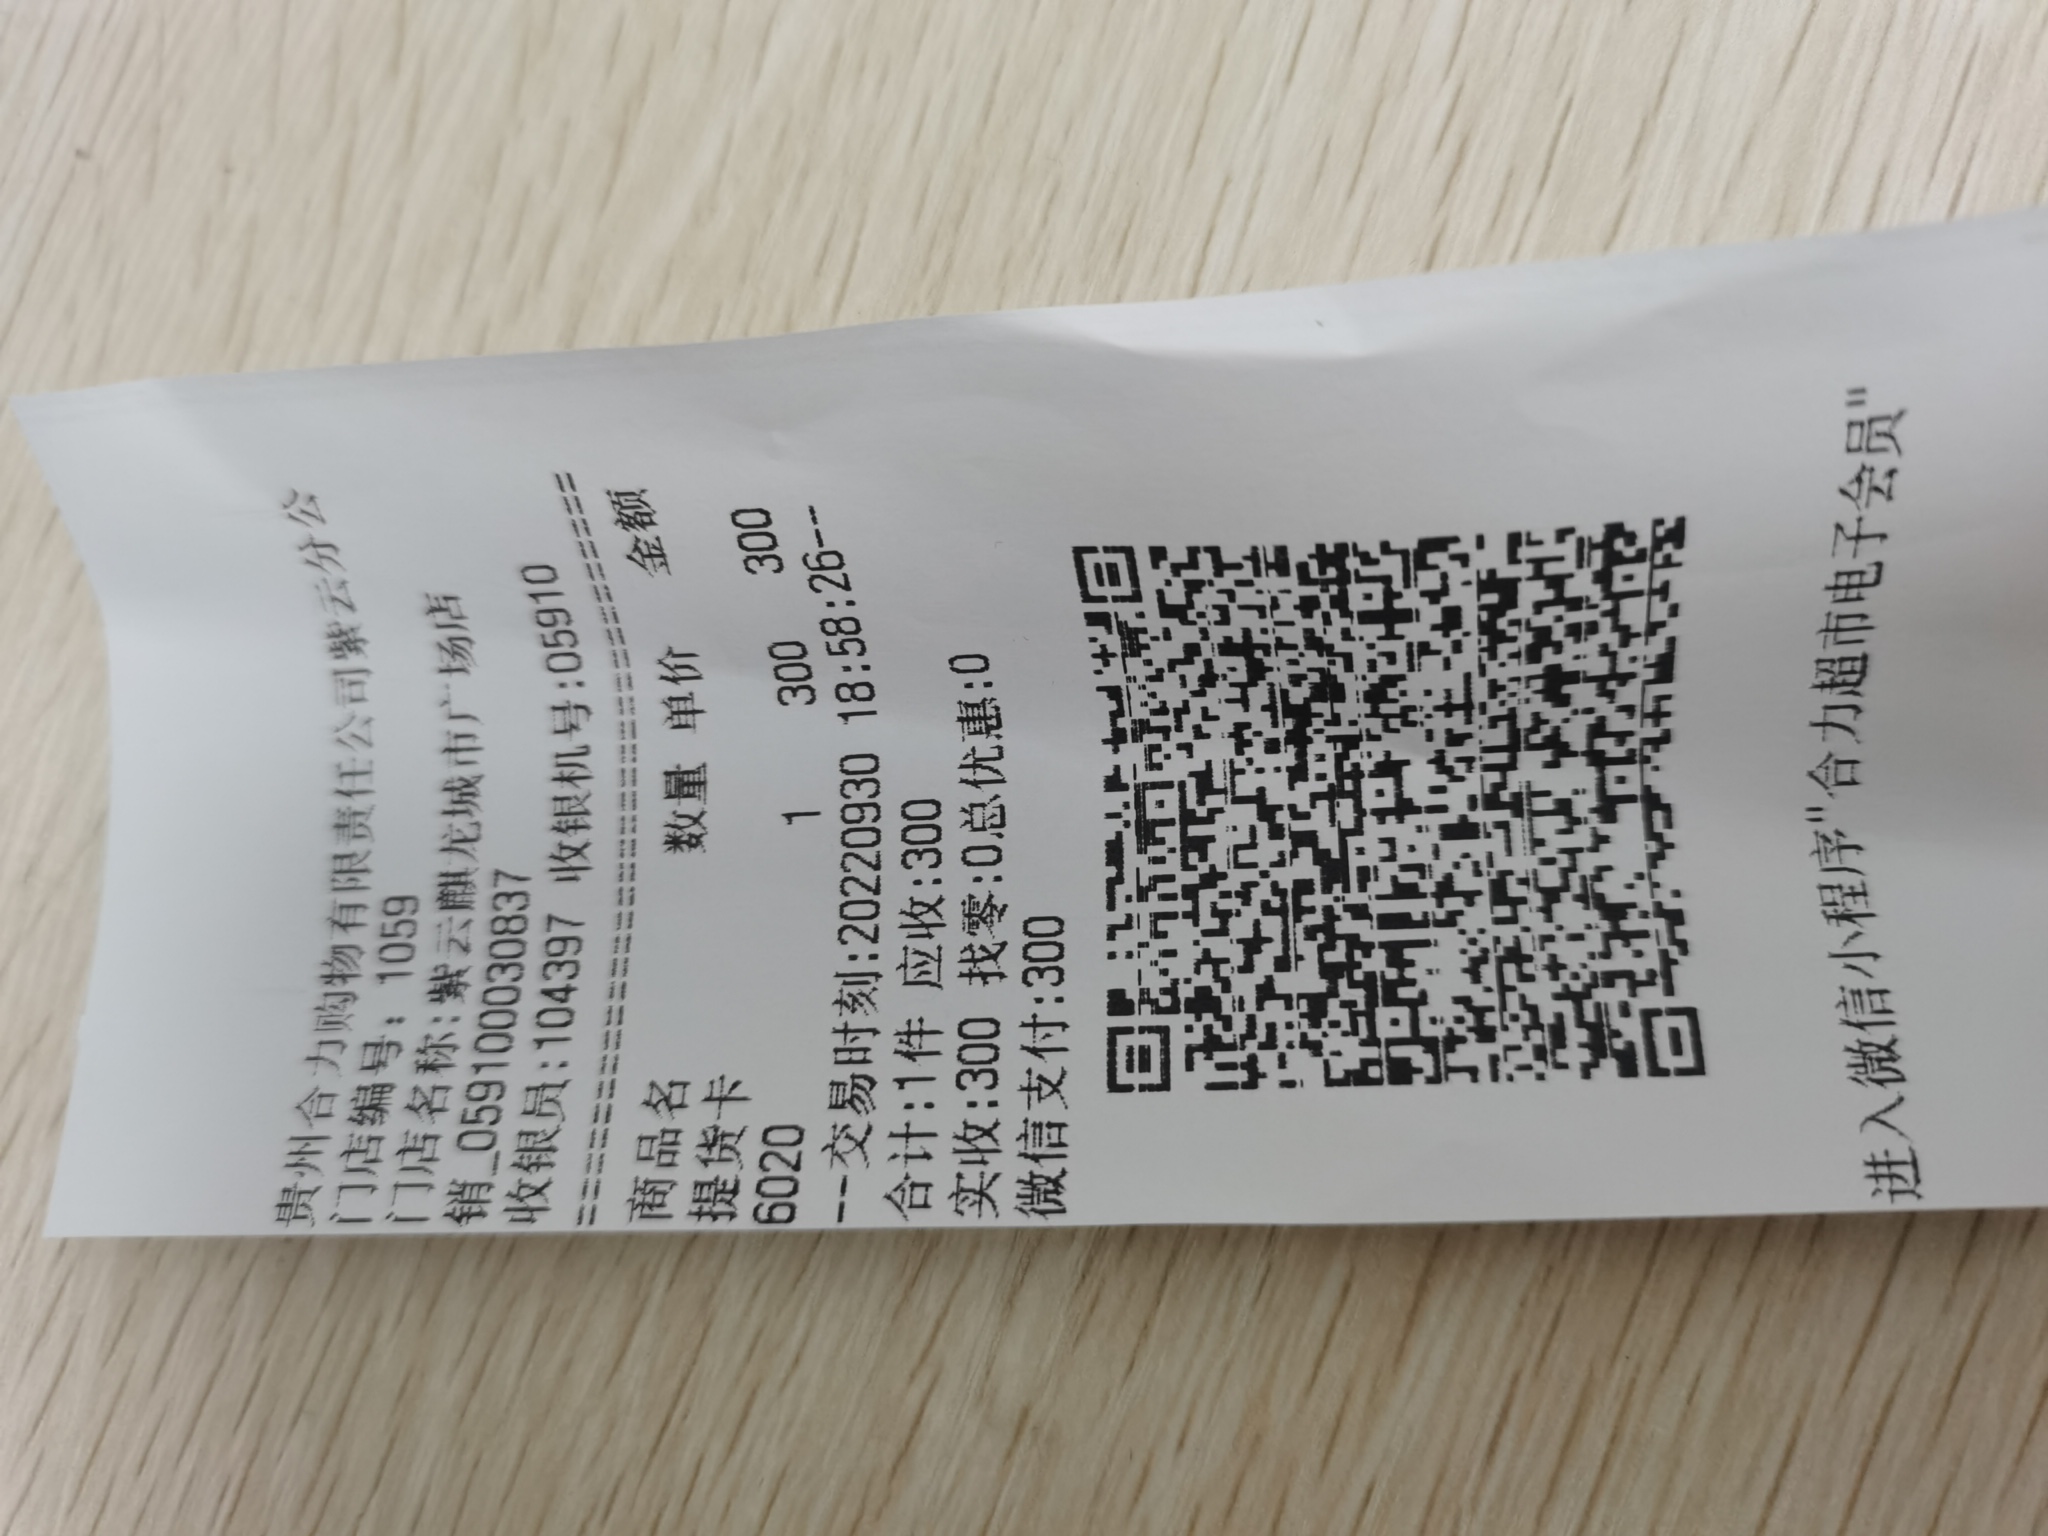 贵州合力购物有限责任公司紫云分公
门店编号: 1059
门店名称:紫云麒龙城市广场店
销_0591000030837
收银员:104397 收银机号:05910
================================
商品名 数量 单价 金额
提货卡
6020 1 300 300
--交易时刻:20220930 18:58:26--
合计:1件 应收:300
实收:300 找零:0总优惠:0
微信支付:300
进入微信小程序"合力超市电子会员"